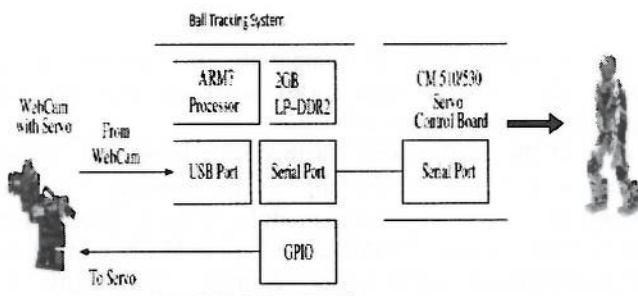 Ball Tracking System
ARM7
Processor
2GB
LP-DDR2
CM 510/530
Servo
Control Board
WebCam
with Servo
From
WebCam
USB Port
Serial Port
Serial Port
GPIO
To Servo